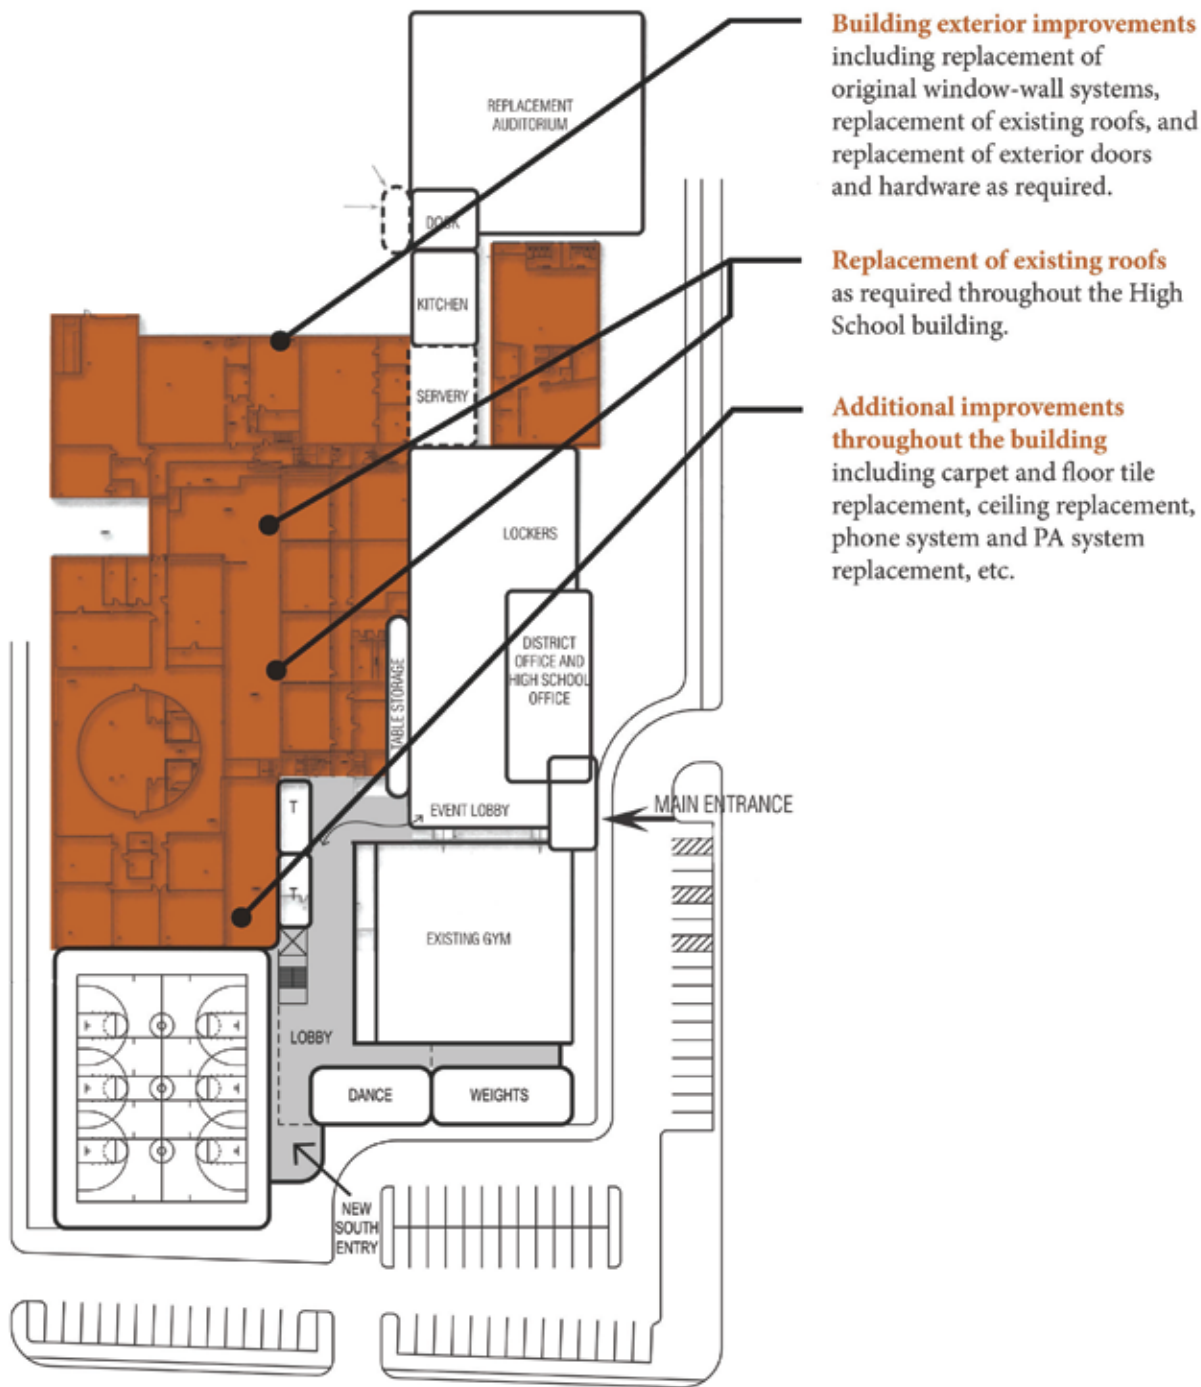 Building exterior improvements
including replacement of
original window-wall systems,
replacement of existing roofs, and
replacement of exterior doors
and hardware as required.
Replacement of existing roofs
as required throughout the High
School building.
Additional improvements
throughout the building
including carpet and floor tile
replacement, ceiling replacement,
phone system and PA system
replacement, etc.
REPLACEMENT
AUDITORIUM
DOCK
KITCHEN
SERVERY
LOCKERS
DISTRICT
OFFICE AND
HIGH SCHOOL
OFFICE
TABLE STORAGE
EVENT LOBBY
MAIN ENTRANCE
T
T
EXISTING GYM
LOBBY
DANCE
WEIGHTS
NEW
SOUTH
ENTRY